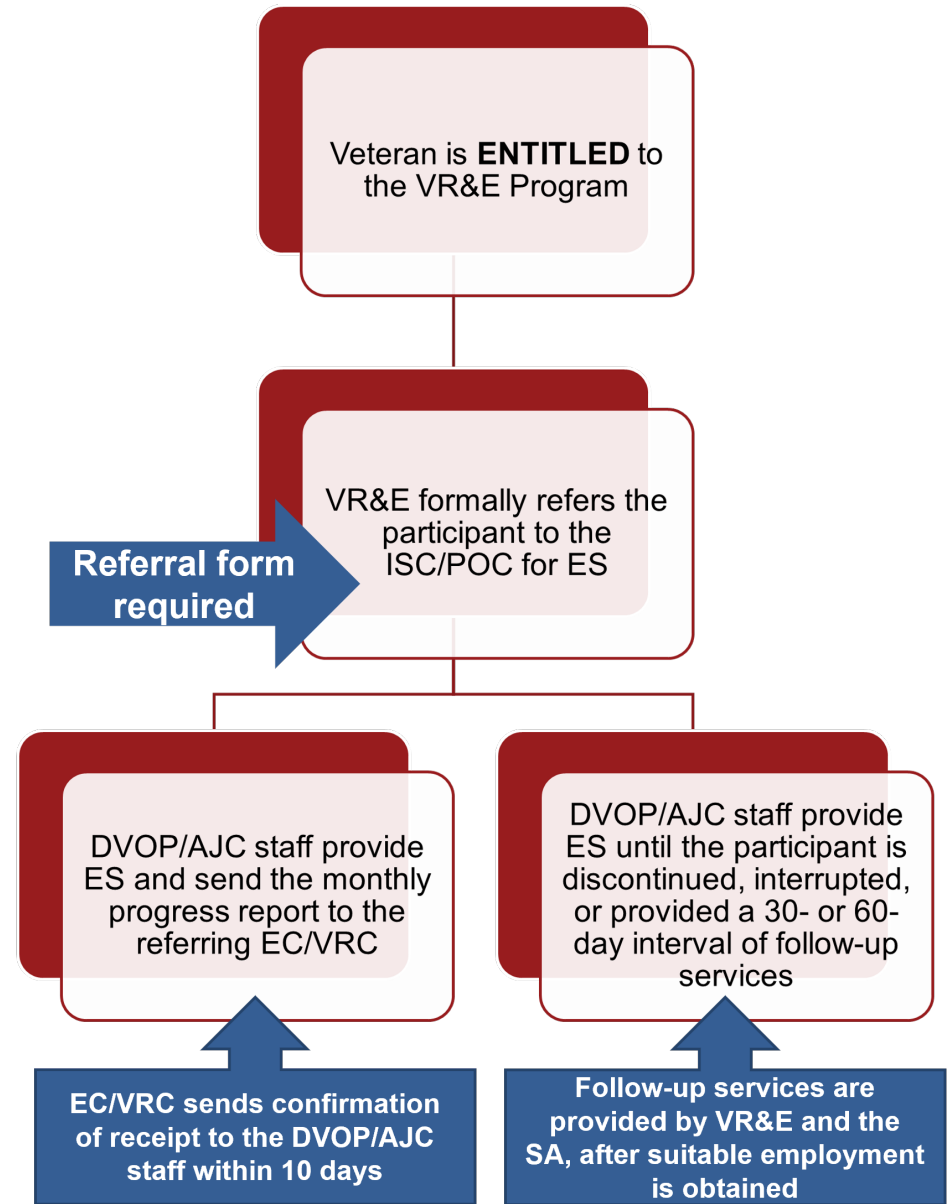 Veteran is ENTITLED to
the VR&E Program
VR&E formally refers the
participant to the
ISC/POC for ES
Referral form
required
DVOP/AJC staff provide
ES and send the monthly
progress report to the
referring EC/VRC
DVOP/AJC staff provide
ES until the participant is
discontinued, interrupted,
or provided a 30- or 60-
day interval of follow-up
services
EC/VRC sends confirmation
of receipt to the DVOP/AJC
staff within 10 days
Follow-up services are
provided by VR&E and the
SA, after suitable employment
is obtained